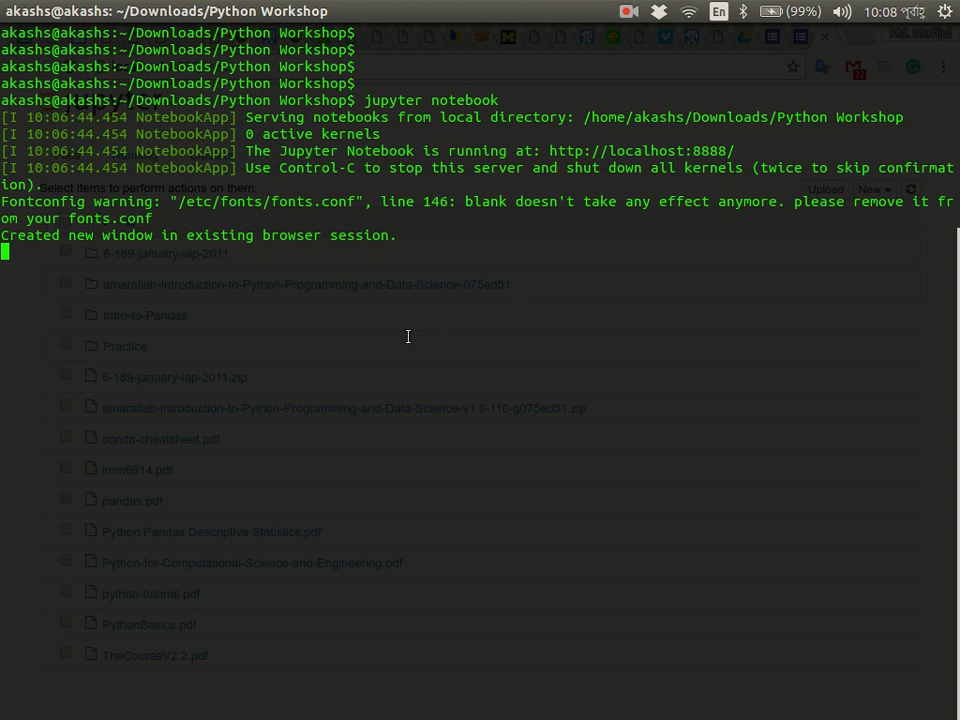 akashs@akashs: ~/Downloads/Python Workshop
En
(99%)
10:08 পূর্বাহ্ণ
akashs@akashs:~/Downloads/Python Workshop$
akashs@akashs:~/Downloads/Python Workshop$
akashs@akashs:~/Downloads/Python Workshop$
akashs@akashs:~/Downloads/Python Workshop$
akashs@akashs:~/Downloads/Python Workshop$ jupyter notebook
[I 10:06:44.454 NotebookApp] Serving notebooks from local directory: /home/akashs/Downloads/Python Workshop
[I 10:06:44.454 NotebookApp] 0 active kernels
[I 10:06:44.454 NotebookApp] The Jupyter Notebook is running at: http://localhost:8888/
[I 10:06:44.454 NotebookApp] Use Control-C to stop this server and shut down all kernels (twice to skip confirmat
ion).
Select items to perform actions on them.
Upload
New
Fontconfig warning: "/etc/fonts/fonts.conf", line 146: blank doesn't take any effect anymore. please remove it fr
om your fonts.conf
Created new window in existing browser session.
6-189-january-iap-2011
amarallab-Introduction-to-Python-Programming-and-Data-Science-075ed51
Intro-to-Pandas
Practice
6-189-january-iap-2011.zip
amarallab-Introduction-to-Python-Programming-and-Data-Science-v1.0-110-g075ed51.zip
conda-cheatsheet.pdf
imm6614.pdf
pandas.pdf
Python Pandas Descriptive Statistics.pdf
Python-for-Computational-Science-and-Engineering.pdf
python-tutorial.pdf
PythonBasics.pdf
TheCourseV2.2.pdf